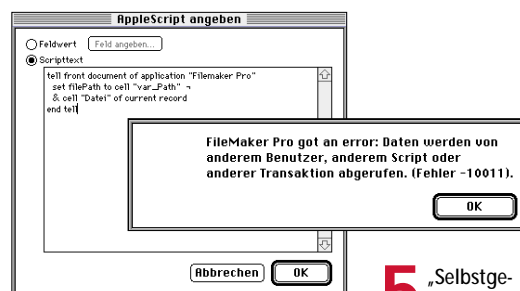 AppleScript angeben
Feldwert
Feld angeben...
Scripttext
tell front document of application "Filemaker Pro"
set filePath to cell "var_Path" ¬
& cell "Datei" of current record
end tell
FileMaker Pro got an error: Daten werden von
anderem Benutzer, anderem Script oder
anderer Transaktion abgerufen. (Fehler -10011).
OK
Abbrechen
OK
5 „Selbstge-